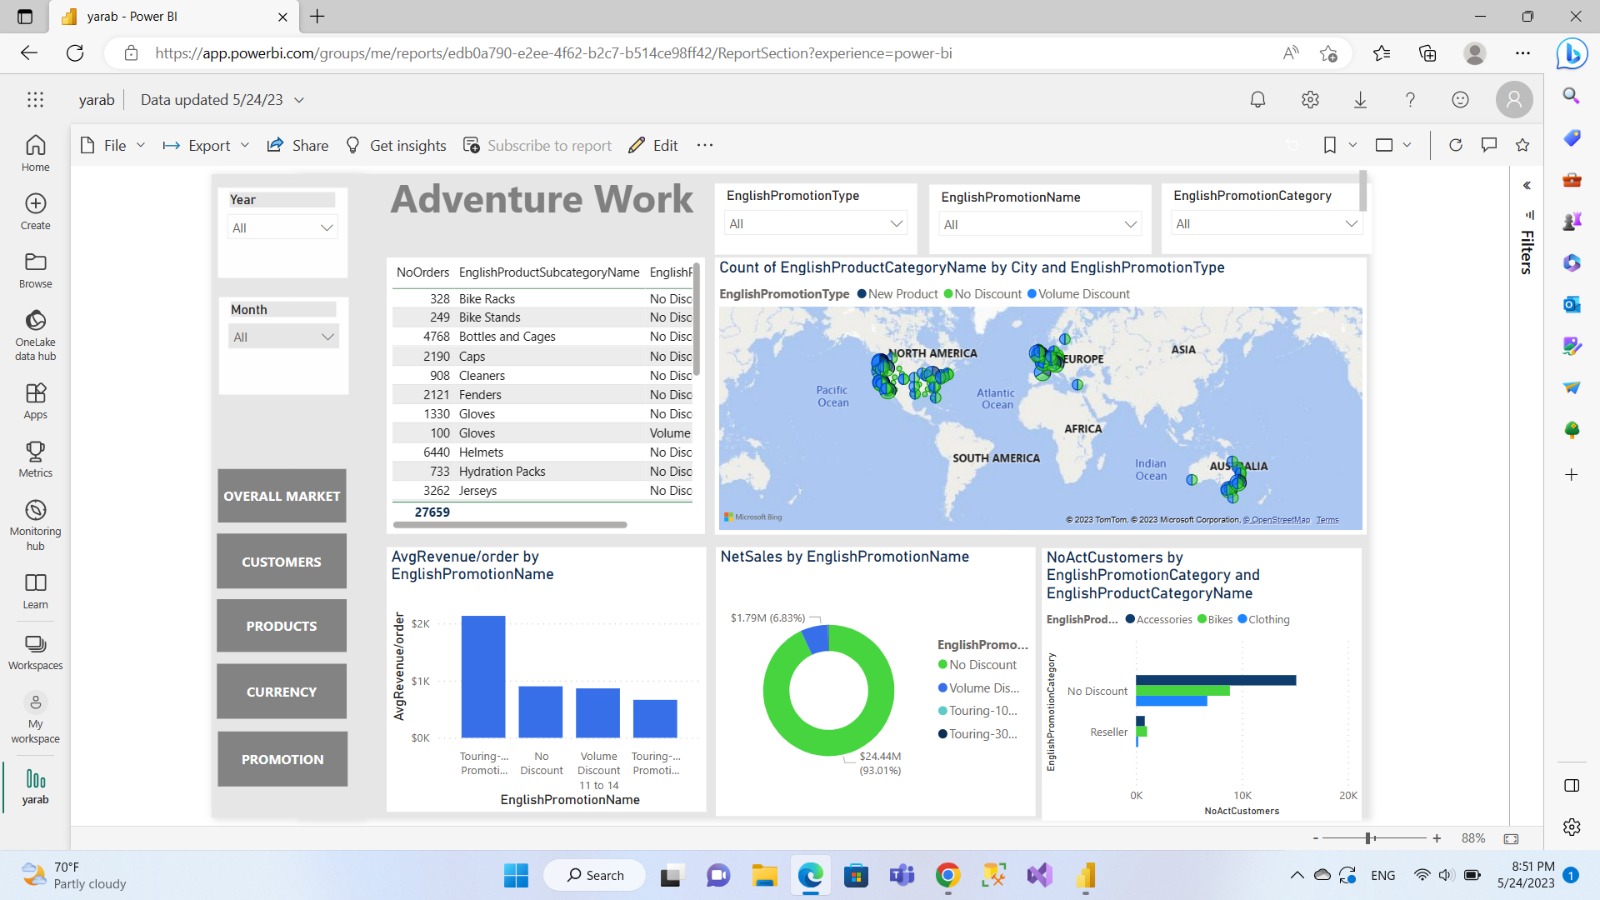 yarab - Power BI
https://app.powerbi.com/groups/me/reports/edb0a790-e2ee-4f62-b2c7-b514ce98ff42/ReportSection?experience=power-bi
yarab
Data updated 5/24/23
File
Export
Share
Get insights
Subscribe to report
Edit
Home
Create
Browse
OneLake
data hub
Apps
Metrics
Monitoring
hub
Learn
Workspaces
My
workspace
yarab
Year
All
Month
All
OVERALL MARKET
CUSTOMERS
PRODUCTS
CURRENCY
PROMOTION
Adventure Work
EnglishPromotionType
All
EnglishPromotionName
All
EnglishPromotionCategory
All
Filters
NoOrders EnglishProductSubcategoryName EnglishF
328 Bike Racks No Disc
249 Bike Stands No Disc
4768 Bottles and Cages No Disc
2190 Caps No Disc
908 Cleaners No Disc
2121 Fenders No Disc
1330 Gloves No Disc
100 Gloves Volume
6440 Helmets No Disc
733 Hydration Packs No Disc
3262 Jerseys No Disc
27659
Count of EnglishProductCategoryName by City and EnglishPromotionType
EnglishPromotionType New Product No Discount Volume Discount
NORTH AMERICA
EUROPE
ASIA
Pacific
Ocean
Atlantic
Ocean
AFRICA
SOUTH AMERICA
Indian
Ocean
AUSTRALIA
Microsoft Bing
© 2023 TomTom, © 2023 Microsoft Corporation, © OpenStreetMap Terms
AvgRevenue/order by
EnglishPromotionName
AvgRevenue/order
$2K
$1K
$0K
Touring-...
Promoti...
No
Discount
Volume
Discount
11 to 14
Touring-...
Promoti...
EnglishPromotionName
NetSales by EnglishPromotionName
$1.79M (6.83%)
$24.44M
(93.01%)
EnglishPromo...
No Discount
Volume Dis...
Touring-10...
Touring-30...
NoActCustomers by
EnglishPromotionCategory and
EnglishProductCategoryName
EnglishProd... Accessories Bikes Clothing
EnglishPromotionCategory
No Discount
Reseller
0K
10K
20K
NoActCustomers
- + 88%
70°F
Partly cloudy
Search
ENG
8:51 PM
5/24/2023
1